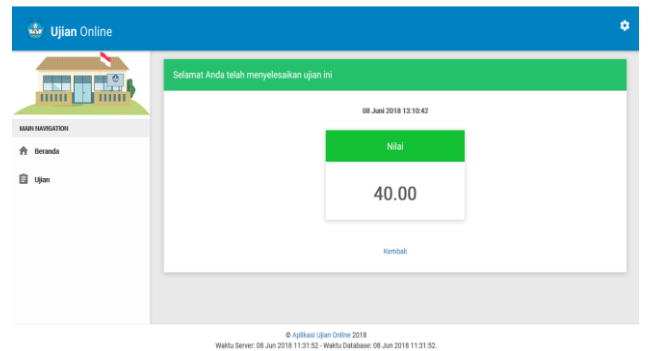 Ujian Online
Selamat Anda telah menyelesaikan ujian ini
08 Juni 2018 13:10:42
MAIN NAVIGATION
Beranda
Ujian
Nilai
40.00
Kembali
© Aplikasi Ujian Online 2018
Waktu Server: 08 Jun 2018 11:31:52 - Waktu Database: 08 Jun 2018 11:31:52.